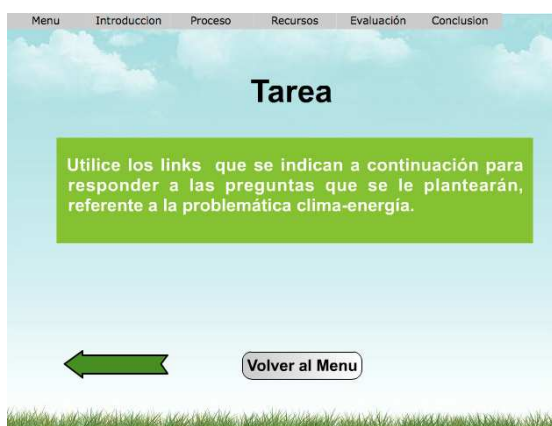 Menu Introduccion Proceso Recursos Evaluación Conclusion
Tarea
Utilice los links que se indican a continuación para
responder a las preguntas que se le plantearán,
referente a la problemática clima-energía.
Volver al Menu